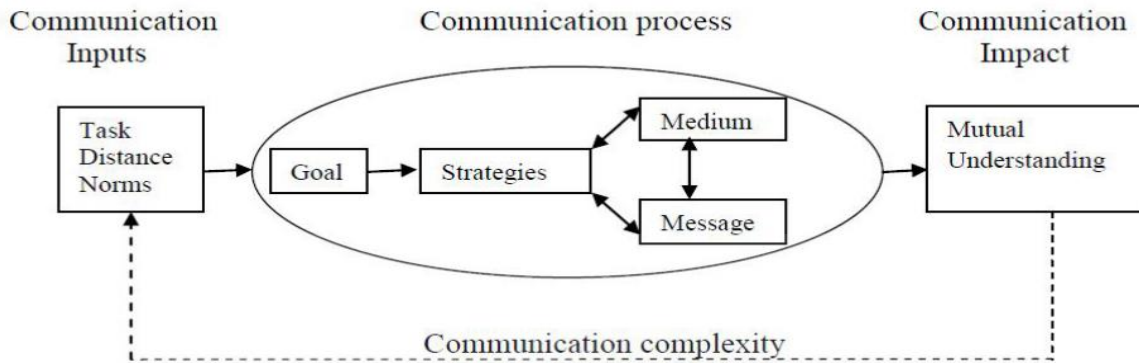 Communication
Inputs
Communication process
Communication
Impact
Task
Distance
Norms
Goal
Strategies
Medium
Message
Mutual
Understanding
Communication complexity